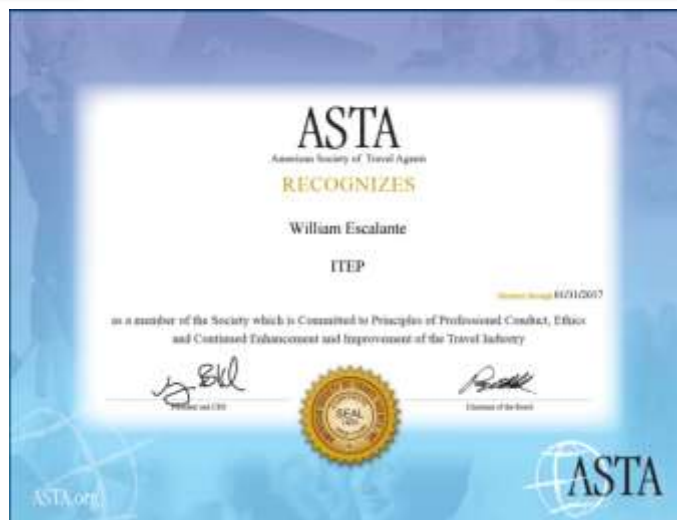 ASTA
American Society of Travel Agents
RECOGNIZES
William Escalante
ITEP
01/31/2017
as a member of the Society which is Committed to Principles of Professional Conduct, Ethics
and Continued Enhancement and Improvement of the Travel Industry
President and CEO
Chairman of the Board
SEAL
ASTA.org
ASTA